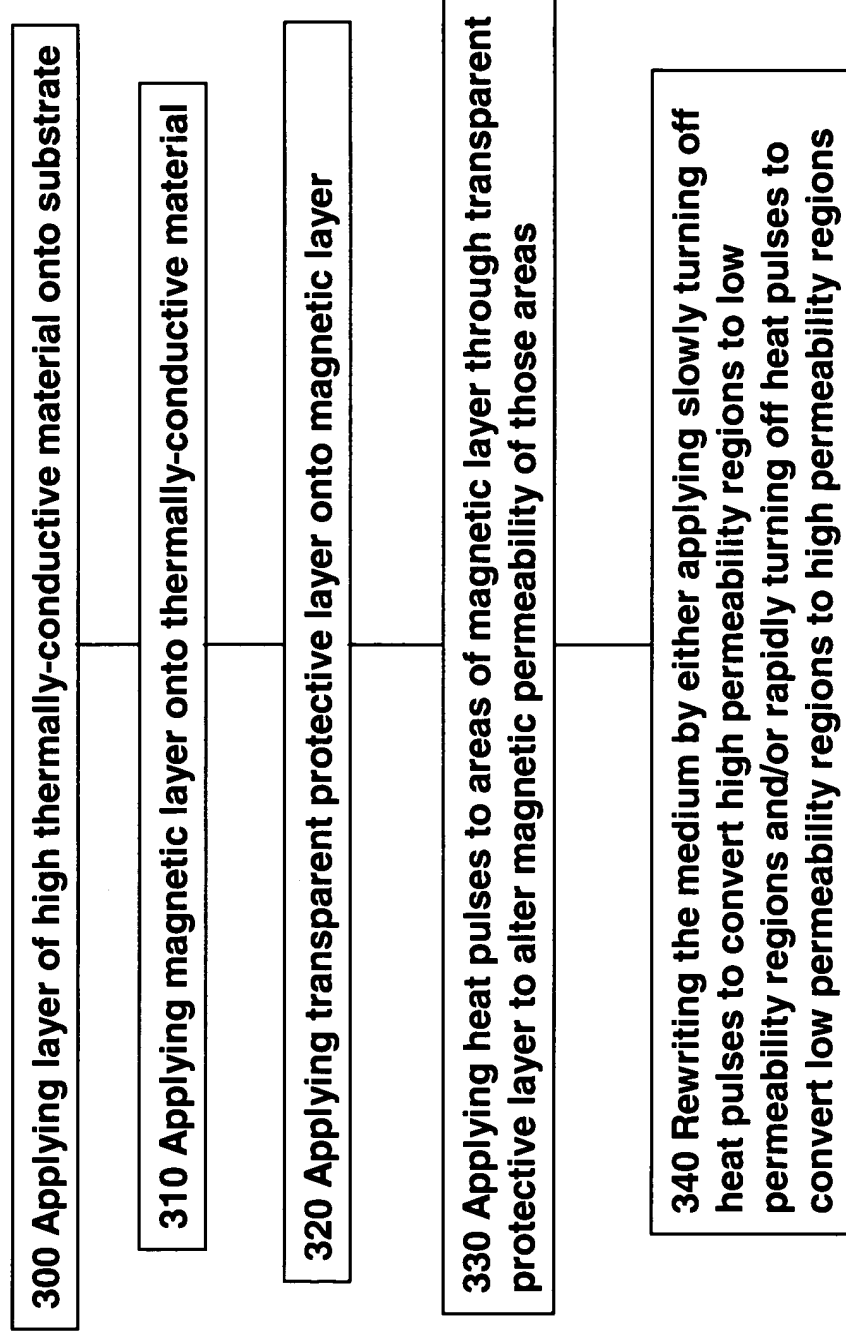 300 Applying layer of high thermally-conductive material onto substrate
310 Applying magnetic layer onto thermally-conductive material
320 Applying transparent protective layer onto magnetic layer
330 Applying heat pulses to areas of magnetic layer through transparent
protective layer to alter magnetic permeability of those areas
340 Rewriting the medium by either applying slowly turning off
heat pulses to convert high permeability regions to low
permeability regions and/or rapidly turning off heat pulses to
convert low permeability regions to high permeability regions